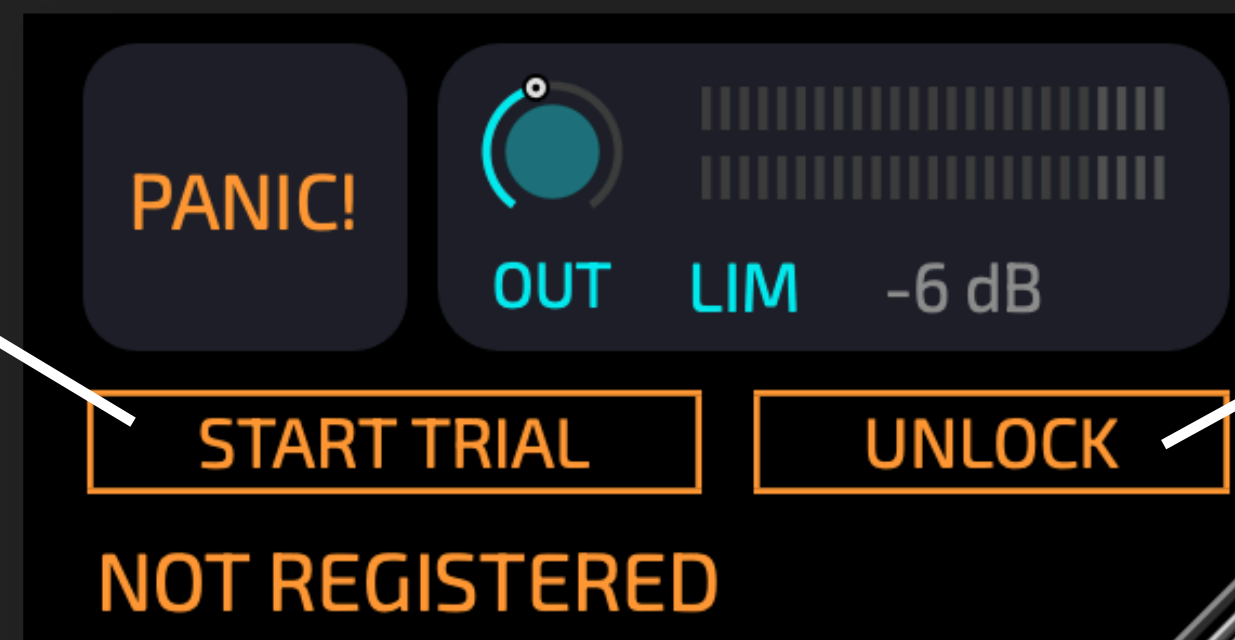 PANIC!
OUT LIM -6 dB
START TRIAL UNLOCK
NOT REGISTERED